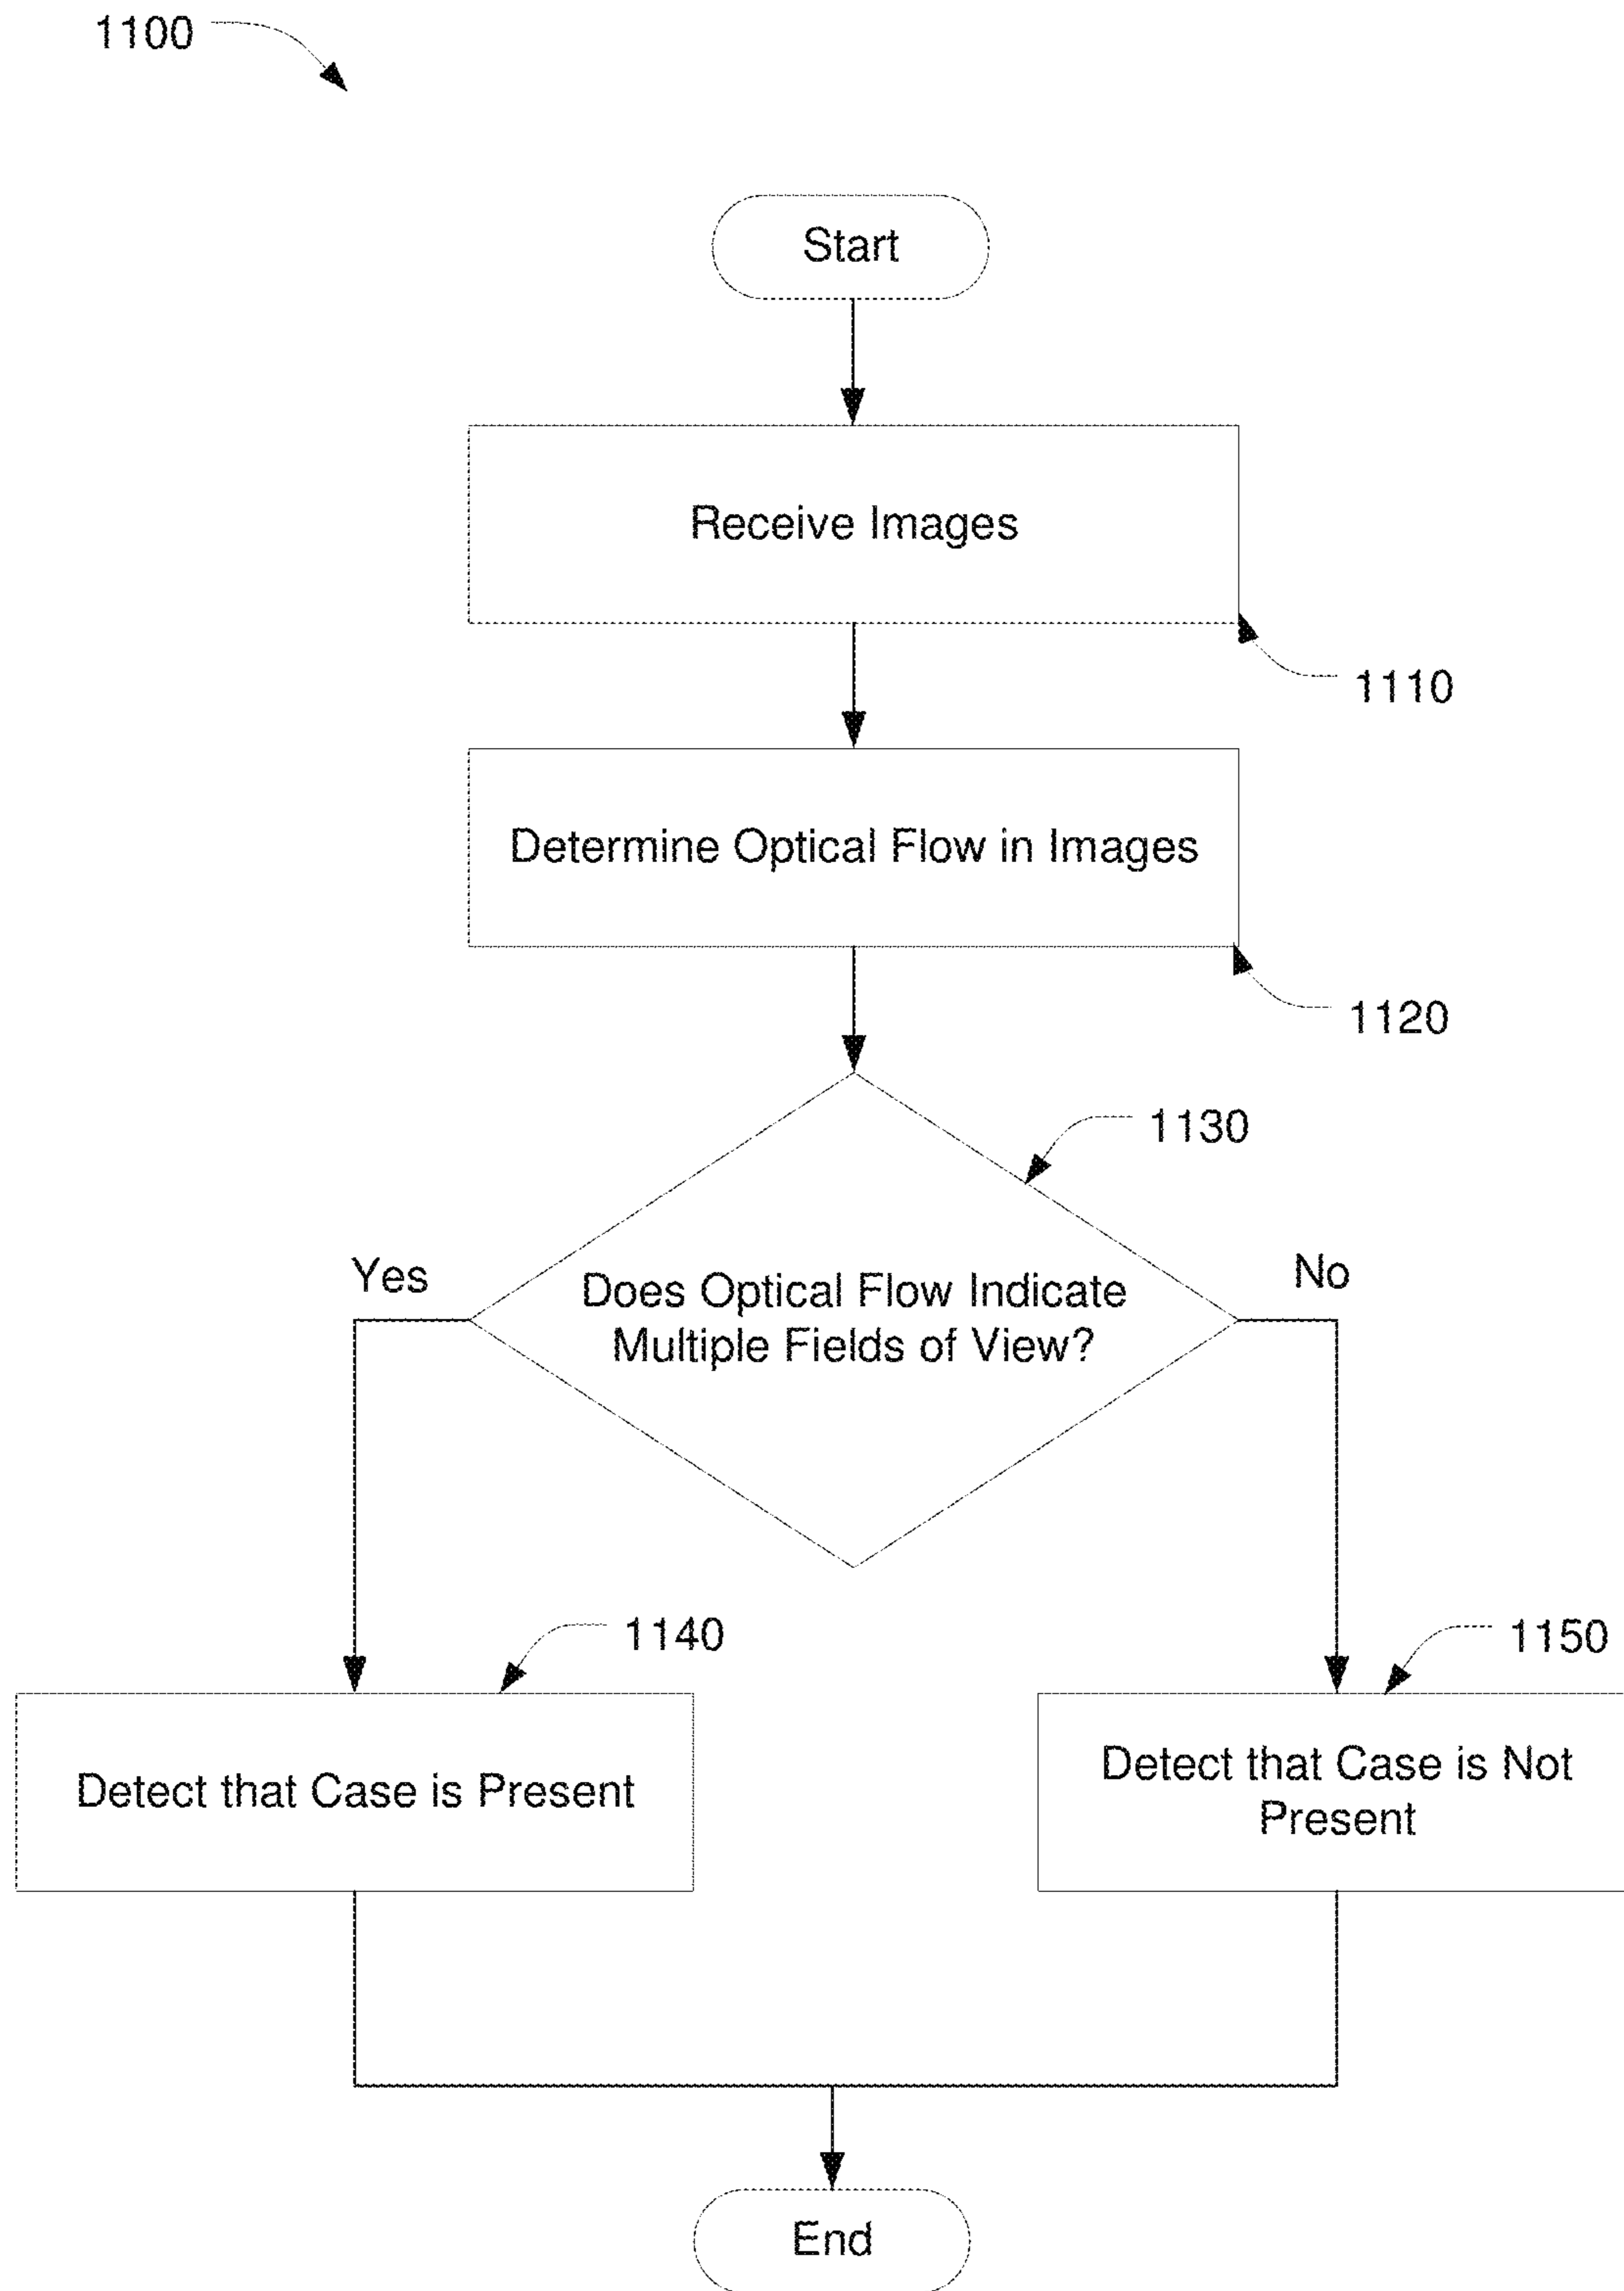 1100
Start
Receive Images
1110
Determine Optical Flow in Images
1120
1130
Yes
No
Does Optical Flow Indicate
Multiple Fields of View?
1140
1150
Detect that Case is Present
Detect that Case is Not
Present
End